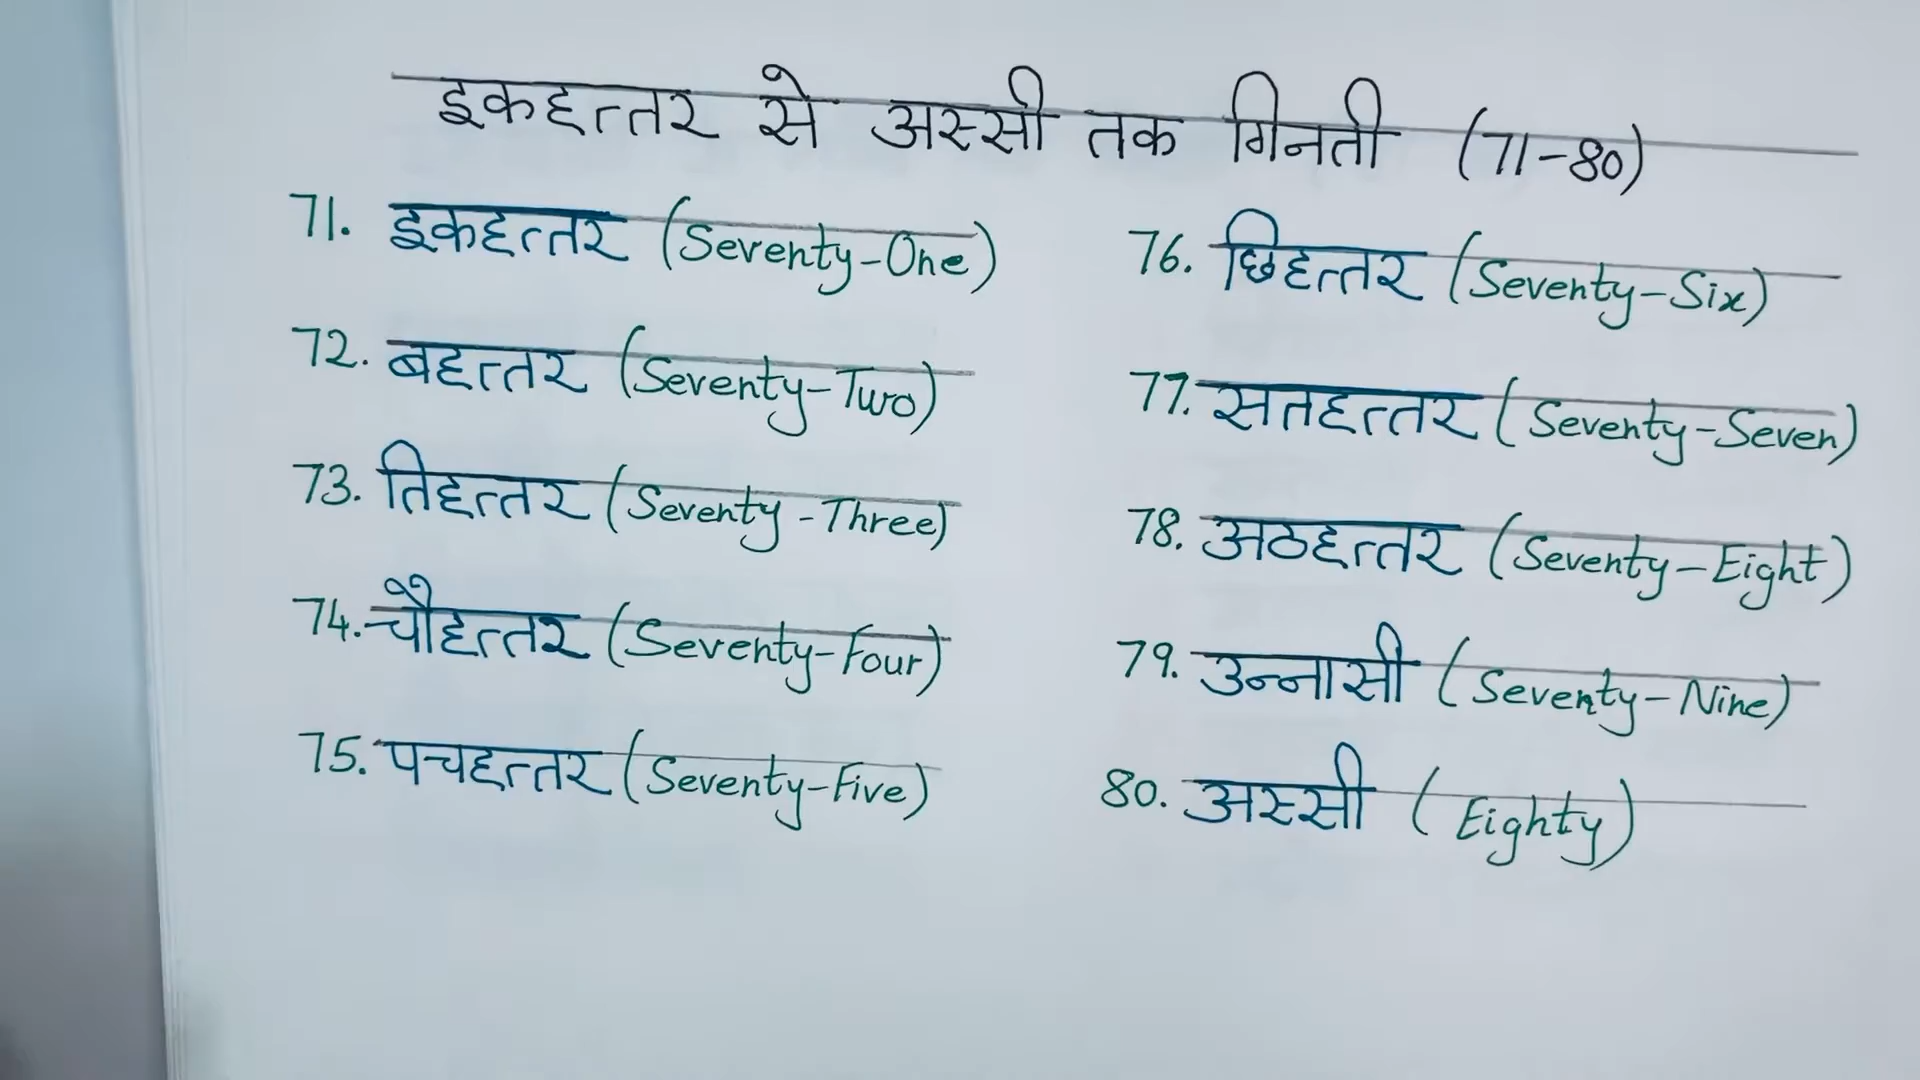 इकहत्तर से अस्सी तक गिनती (71-80)
71. इकहत्तर (Seventy-One)
72. बहत्तर (Seventy-Two)
73. तिहत्तर (Seventy-Three)
74. चौहत्तर (Seventy-Four)
75. पचहत्तर (Seventy-Five)
76. छिहत्तर (Seventy-Six)
77. सतहत्तर (Seventy-Seven)
78. अठहत्तर (Seventy-Eight)
79. उन्नासी (Seventy-Nine)
80. अस्सी (Eighty)